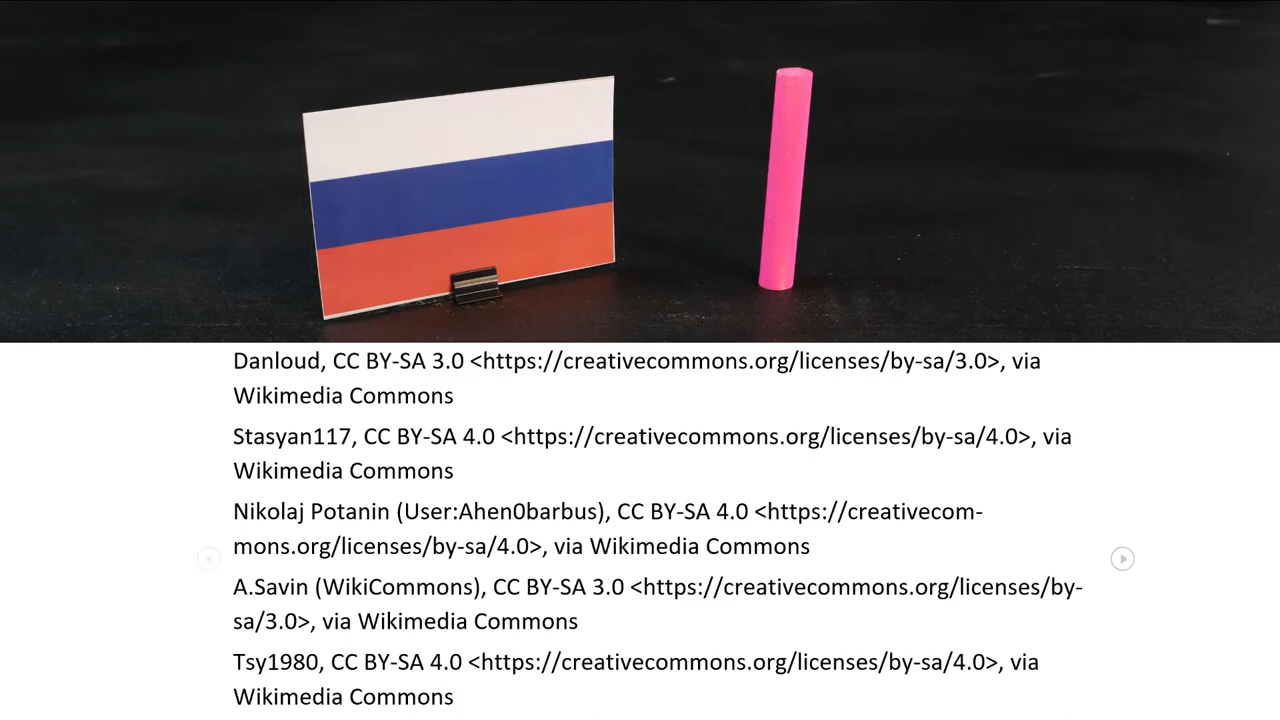 Danloud, CC BY-SA 3.0 <https://creativecommons.org/licenses/by-sa/3.0>, via
Wikimedia Commons
Stasyan117, CC BY-SA 4.0 <https://creativecommons.org/licenses/by-sa/4.0>, via
Wikimedia Commons
Nikolaj Potanin (User:Ahen0barbus), CC BY-SA 4.0 <https://creativecom-
mons.org/licenses/by-sa/4.0>, via Wikimedia Commons
A.Savin (WikiCommons), CC BY-SA 3.0 <https://creativecommons.org/licenses/by-
sa/3.0>, via Wikimedia Commons
Tsy1980, CC BY-SA 4.0 <https://creativecommons.org/licenses/by-sa/4.0>, via
Wikimedia Commons